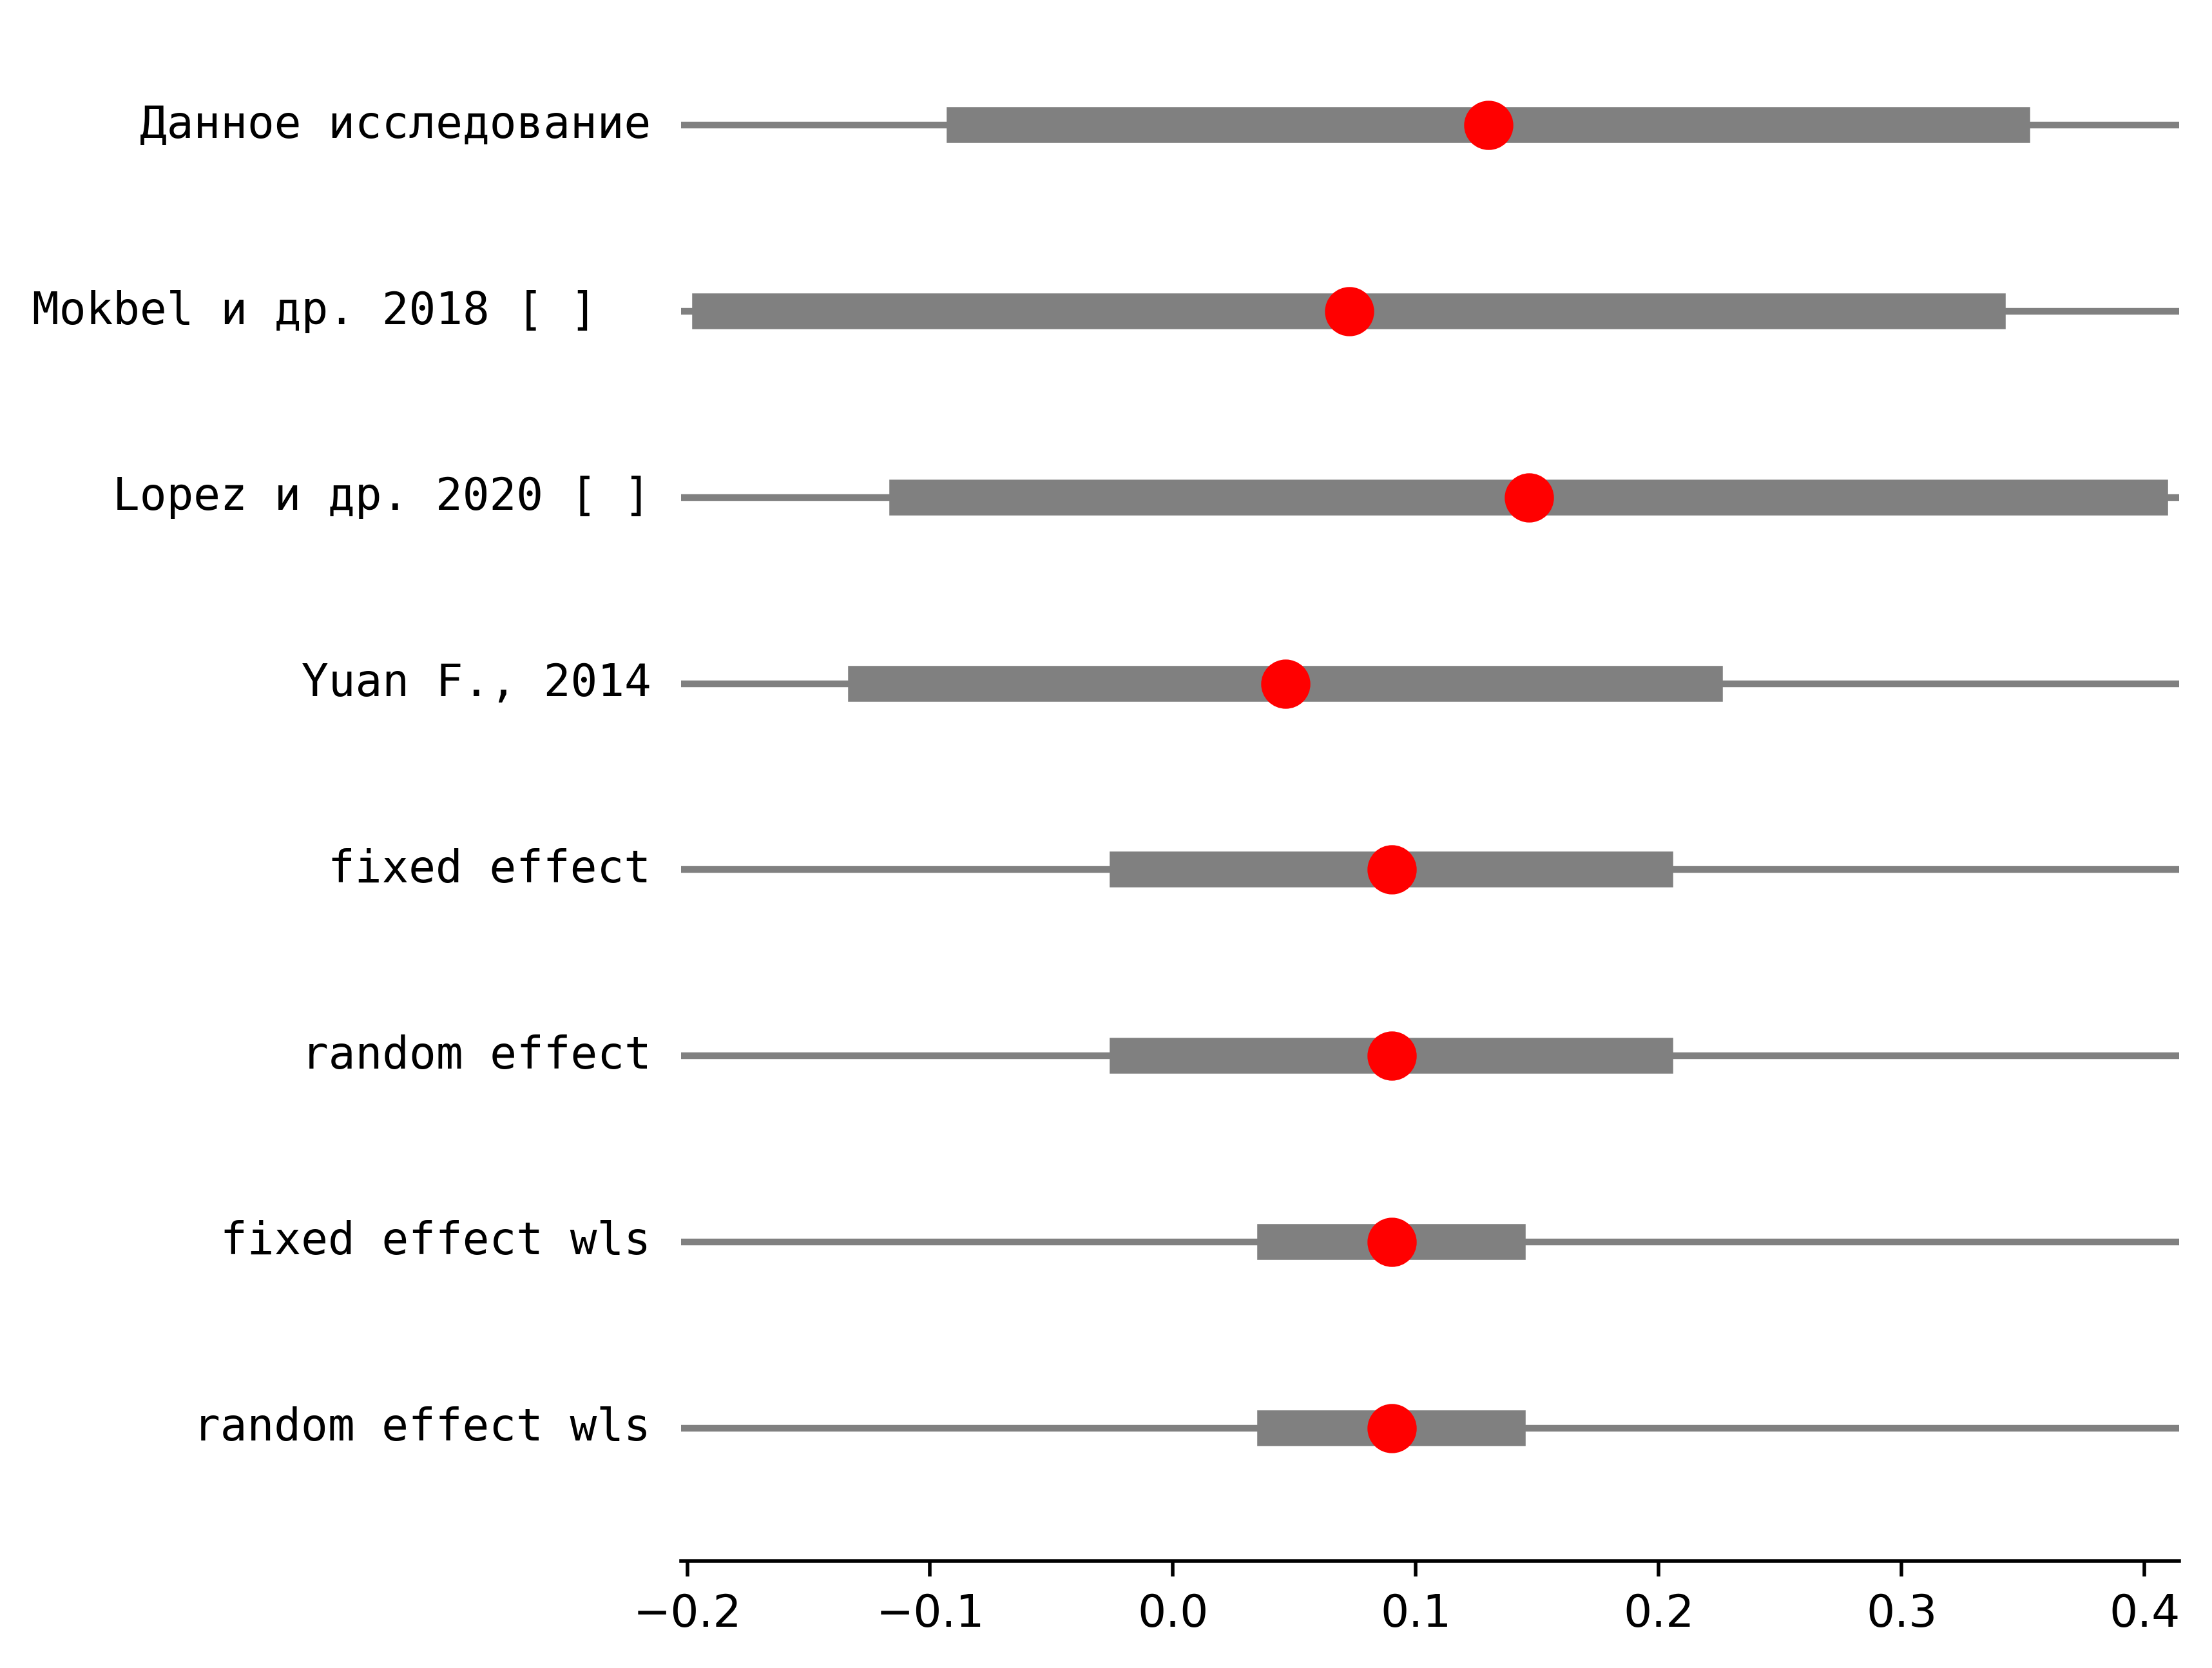 Данное исследование
Mokbel и др. 2018 [ ]
Lopez и др. 2020 [ ]
Yuan F., 2014
fixed effect
random effect
fixed effect wls
random effect wls
−0.2 −0.1 0.0 0.1 0.2 0.3 0.4